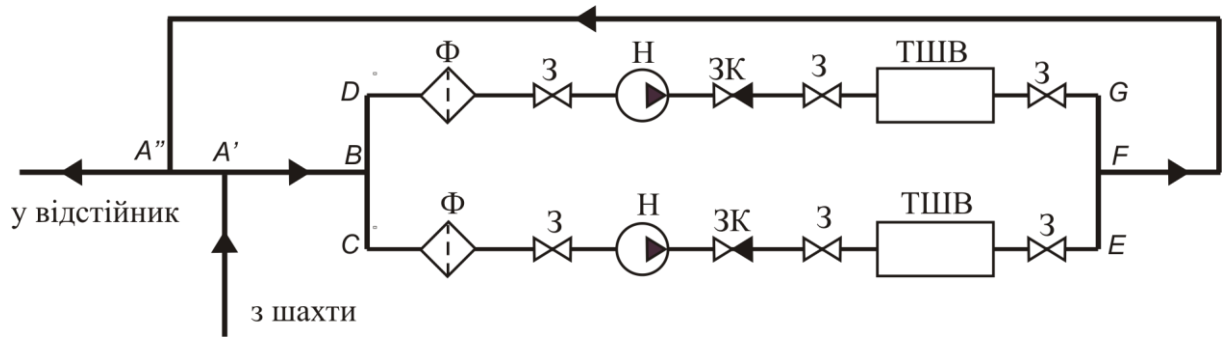 Ф З Н ЗК З ТШВ З
D G
A” A’ B F
у відстійник
Ф З Н ЗК З ТШВ З
C E
з шахти